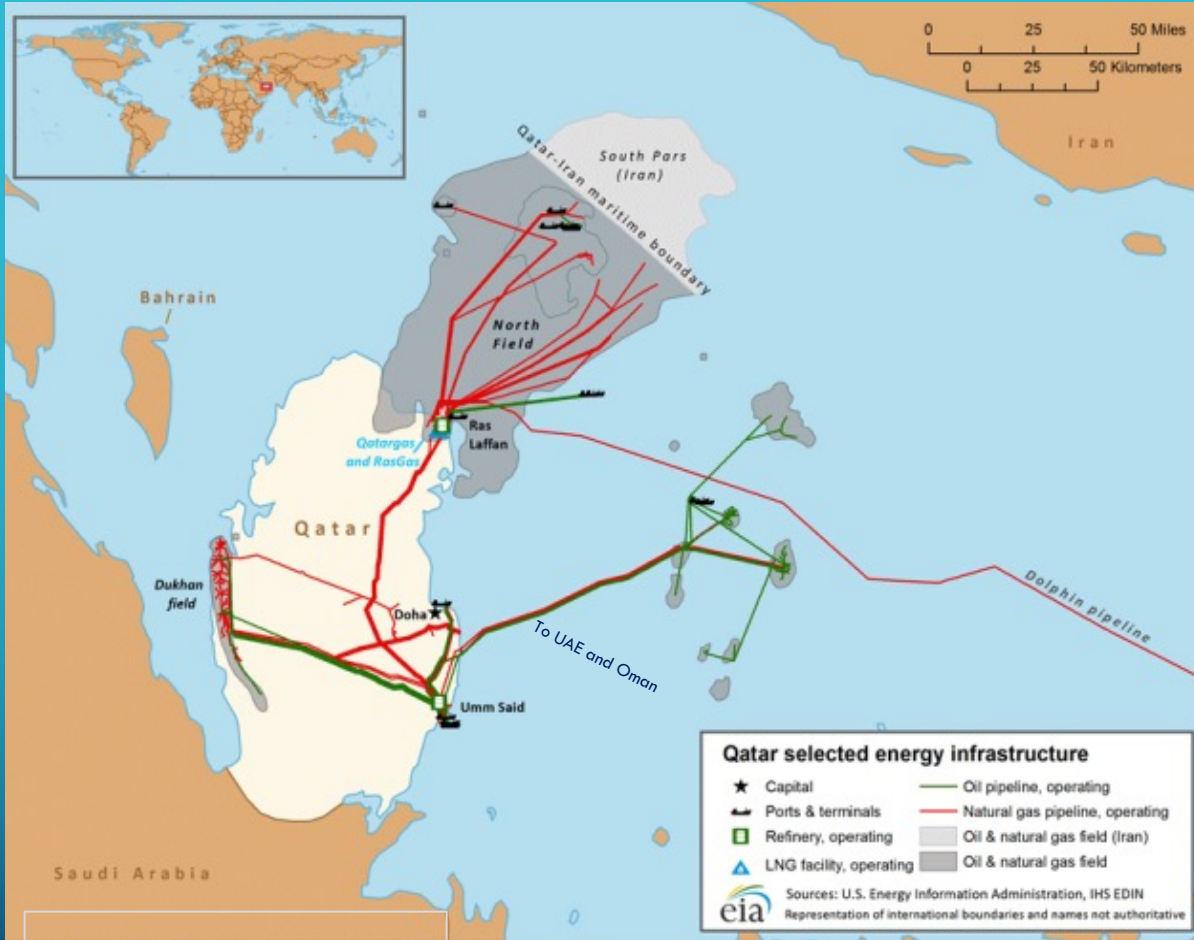 0 25 50 Miles
0 25 50 Kilometers
Iran
Qatar-Iran maritime boundary
South Pars
(Iran)
Bahrain
North
Field
Ras
Laffan
Qatargas
and RasGas
Qatar
Dukhan
field
Doha
Dolphin pipeline
To UAE and Oman
Umm Said
Saudi Arabia
Qatar selected energy infrastructure
Capital
Ports & terminals
Refinery, operating
LNG facility, operating
Oil pipeline, operating
Natural gas pipeline, operating
Oil & natural gas field (Iran)
Oil & natural gas field
eia
Sources: U.S. Energy Information Administration, IHS EDIN
Representation of international boundaries and names not authoritative